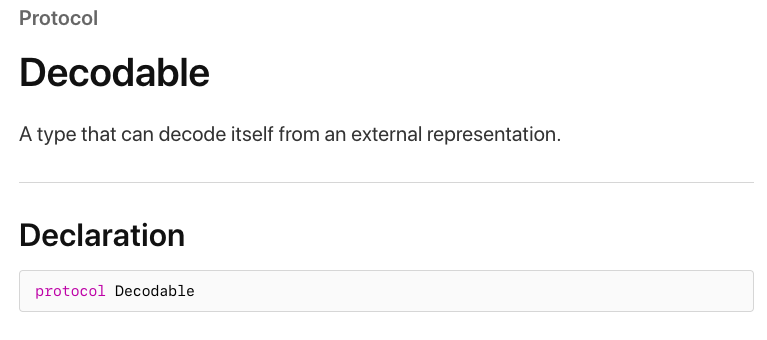 Protocol
Decodable
A type that can decode itself from an external representation.
Declaration
protocol Decodable